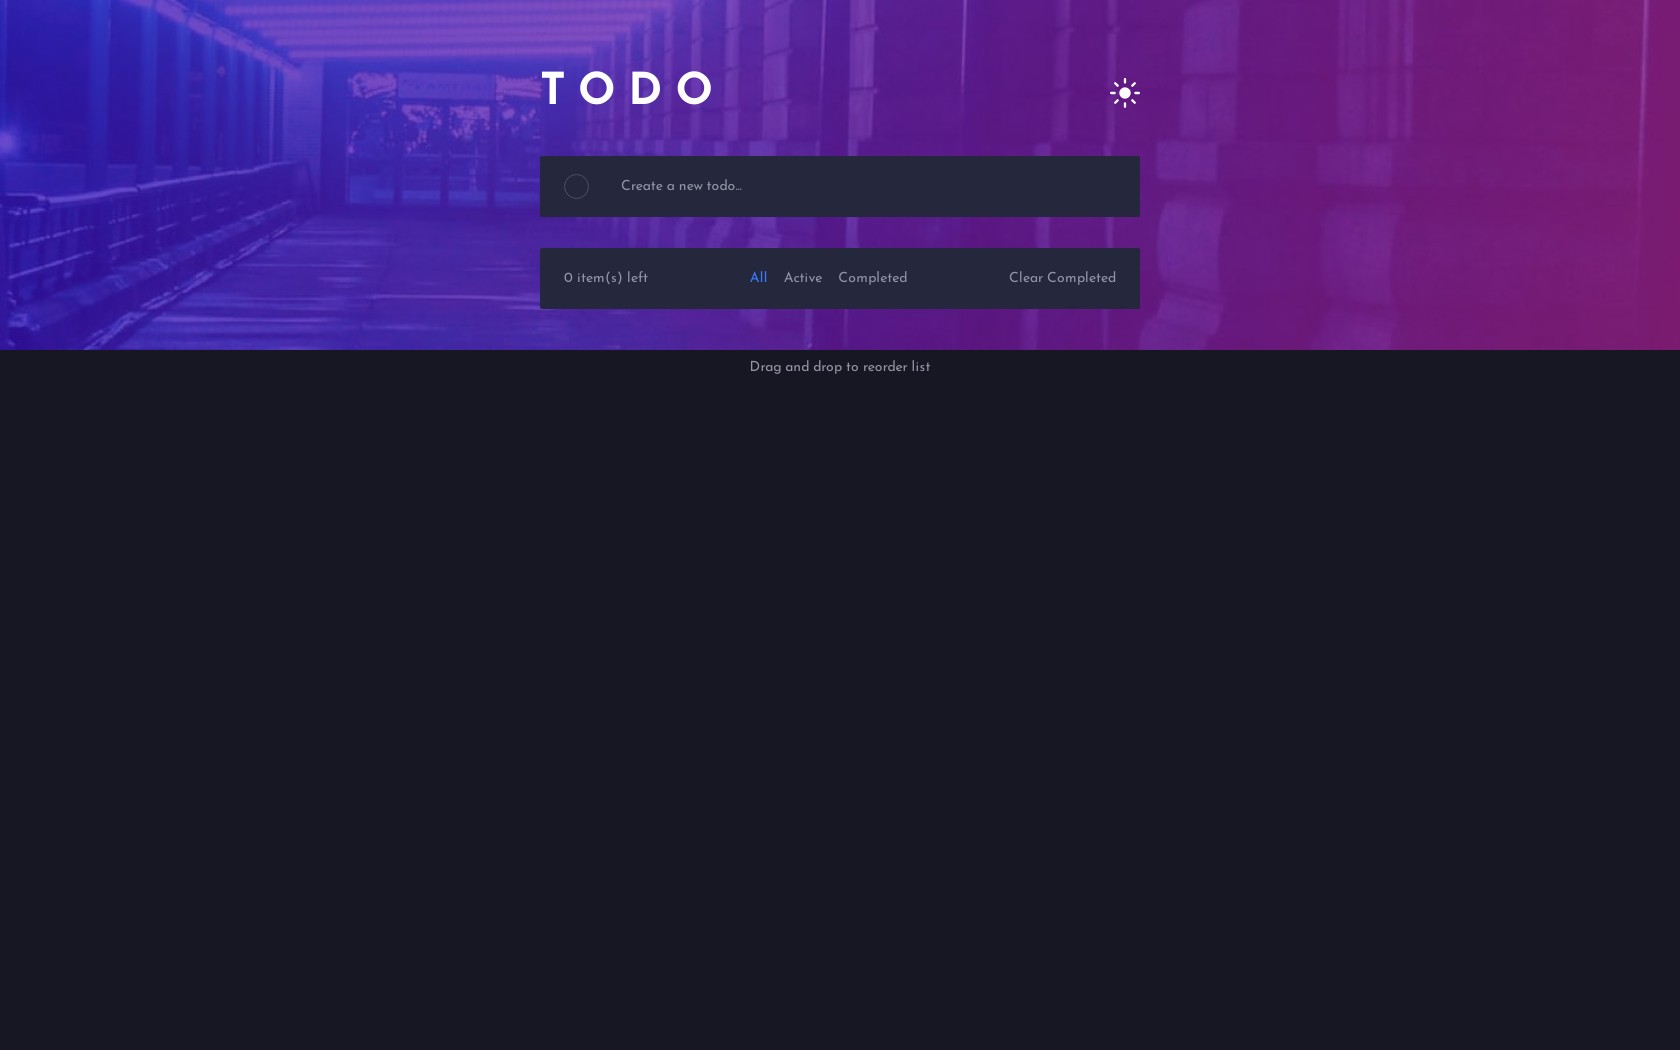 TODO
Create a new todo...
0 item(s) left
All Active Completed
Clear Completed
Drag and drop to reorder list